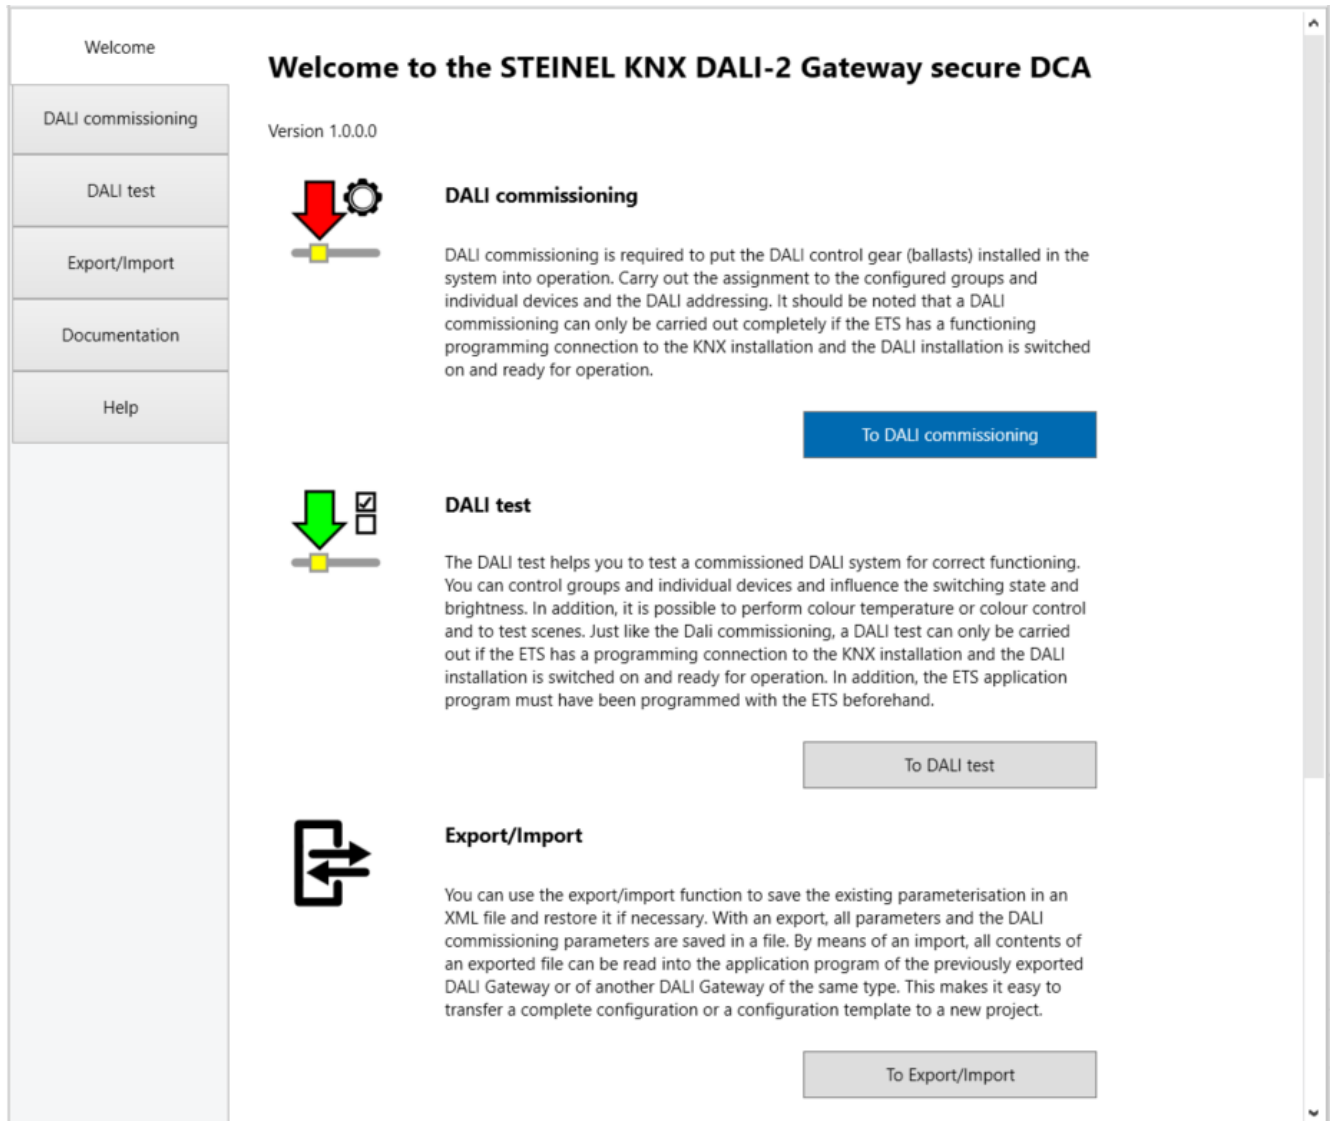 Welcome
DALI commissioning
DALI test
Export/Import
Documentation
Help
Welcome to the STEINEL KNX DALI-2 Gateway secure DCA
Version 1.0.0.0
DALI commissioning
DALI commissioning is required to put the DALI control gear (ballasts) installed in the
system into operation. Carry out the assignment to the configured groups and
individual devices and the DALI addressing. It should be noted that a DALI
commissioning can only be carried out completely if the ETS has a functioning
programming connection to the KNX installation and the DALI installation is switched
on and ready for operation.
To DALI commissioning
DALI test
The DALI test helps you to test a commissioned DALI system for correct functioning.
You can control groups and individual devices and influence the switching state and
brightness. In addition, it is possible to perform colour temperature or colour control
and to test scenes. Just like the Dali commissioning, a DALI test can only be carried
out if the ETS has a programming connection to the KNX installation and the DALI
installation is switched on and ready for operation. In addition, the ETS application
program must have been programmed with the ETS beforehand.
To DALI test
Export/Import
You can use the export/import function to save the existing parameterisation in an
XML file and restore it if necessary. With an export, all parameters and the DALI
commissioning parameters are saved in a file. By means of an import, all contents of
an exported file can be read into the application program of the previously exported
DALI Gateway or of another DALI Gateway of the same type. This makes it easy to
transfer a complete configuration or a configuration template to a new project.
To Export/Import